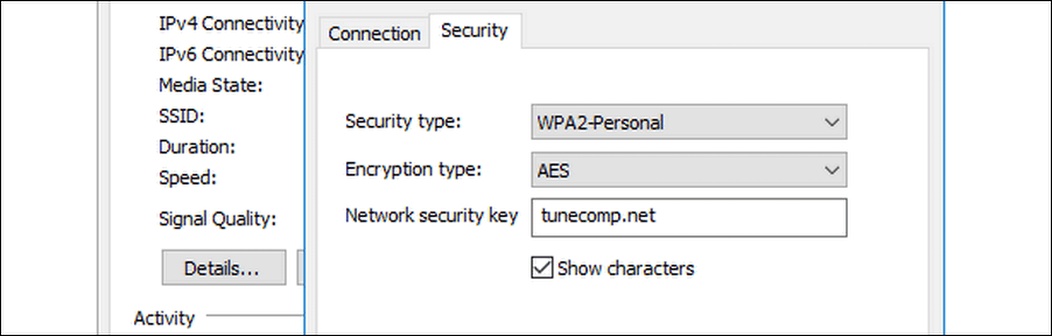 IPv4 Connectivity
IPv6 Connectivity
Media State:
SSID:
Duration:
Speed:
Signal Quality:
Details...
Activity
Connection
Security
Security type:
WPA2-Personal
Encryption type:
AES
Network security key
tunecomp.net
Show characters